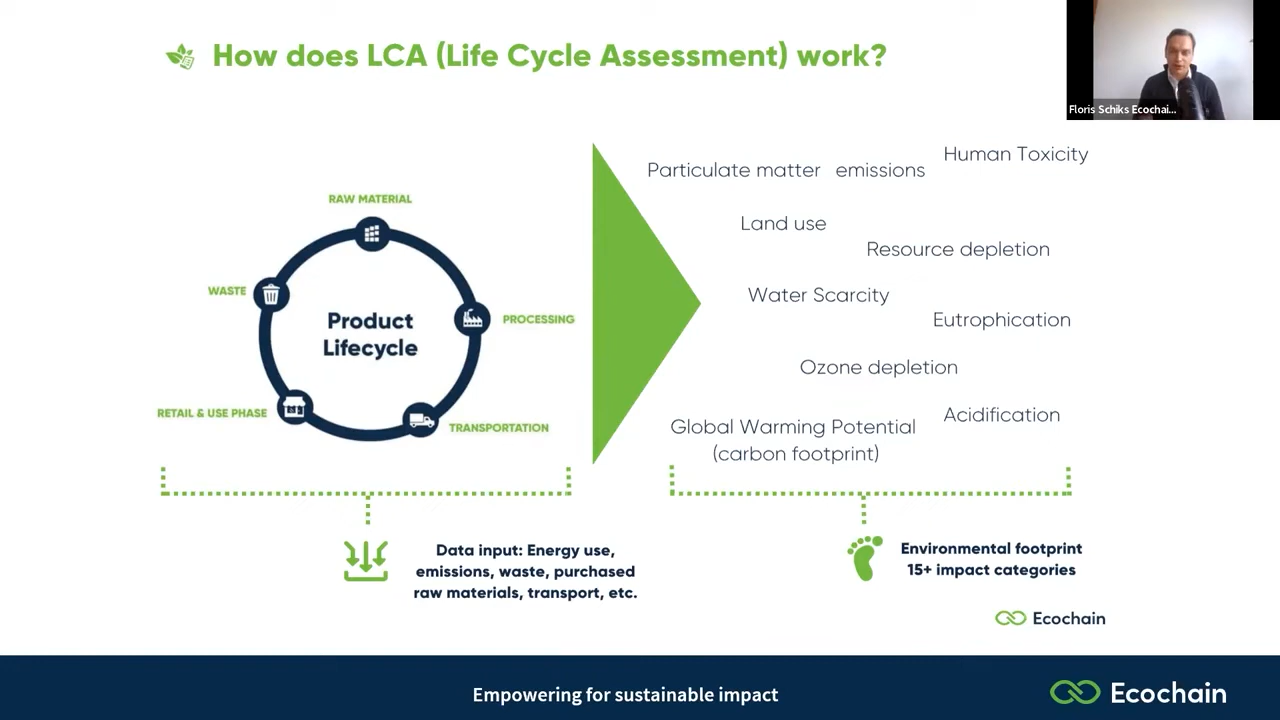 How does LCA (Life Cycle Assessment) work?
Floris Schiks Ecochai...
RAW MATERIAL
WASTE
Product
Lifecycle
PROCESSING
RETAIL & USE PHASE
TRANSPORTATION
Particulate matter emissions
Human Toxicity
Land use
Resource depletion
Water Scarcity
Eutrophication
Ozone depletion
Acidification
Global Warming Potential
(carbon footprint)
Data input: Energy use,
emissions, waste, purchased
raw materials, transport, etc.
Environmental footprint
15+ impact categories
Ecochain
Empowering for sustainable impact
Ecochain